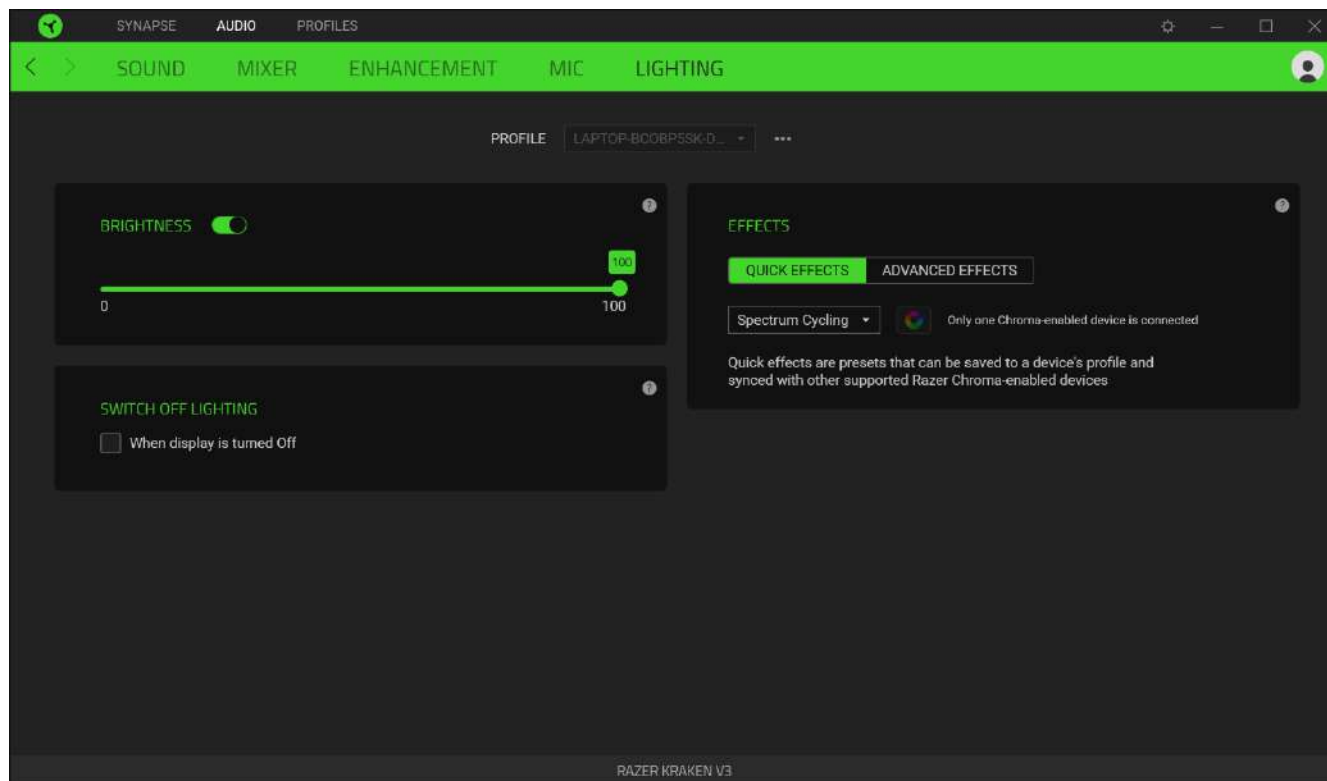 SYNAPSE AUDIO PROFILES
SOUND MIXER ENHANCEMENT MIC LIGHTING
PROFILE LAPTOP-BCOBP5SK-D...
BRIGHTNESS
100
0 100
SWITCH OFF LIGHTING
When display is turned Off
EFFECTS
QUICK EFFECTS ADVANCED EFFECTS
Spectrum Cycling Only one Chroma-enabled device is connected
Quick effects are presets that can be saved to a device's profile and
synced with other supported Razer Chroma-enabled devices
RAZER KRAKEN V3